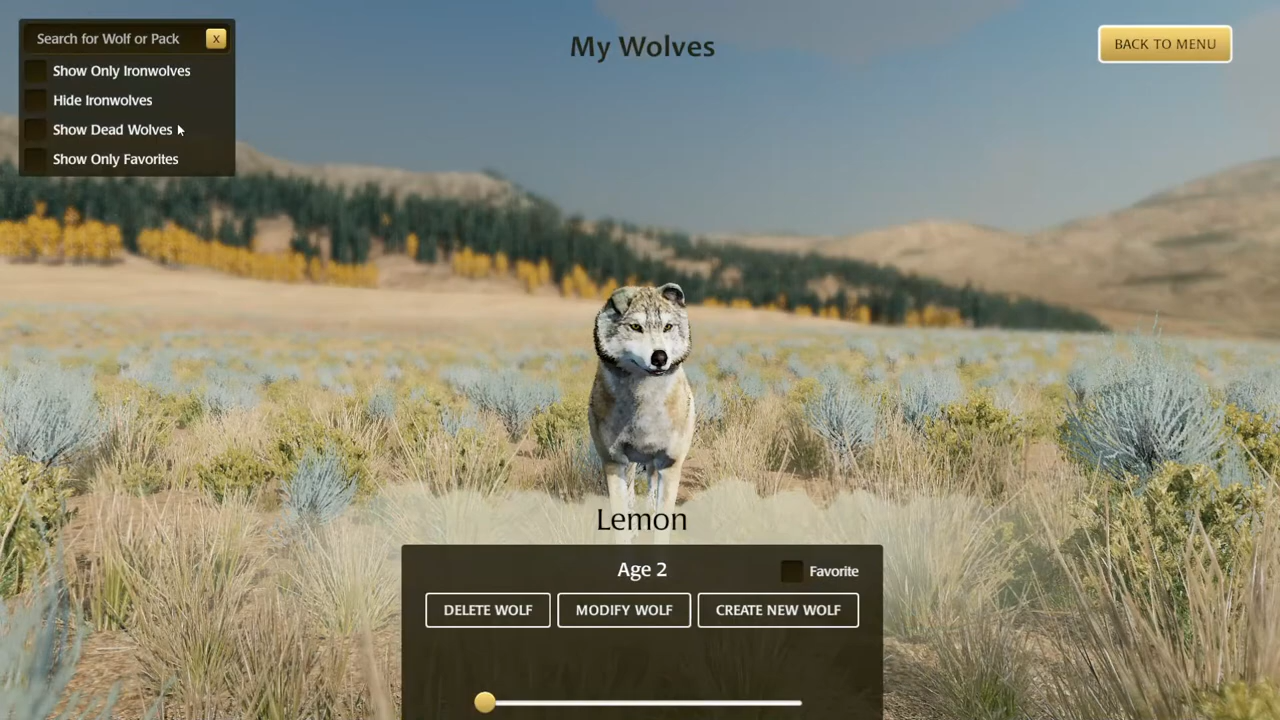 Search for Wolf or Pack
x
Show Only Ironwolves
Hide Ironwolves
Show Dead Wolves
Show Only Favorites
My Wolves
BACK TO MENU
Lemon
Age 2
Favorite
DELETE WOLF
MODIFY WOLF
CREATE NEW WOLF